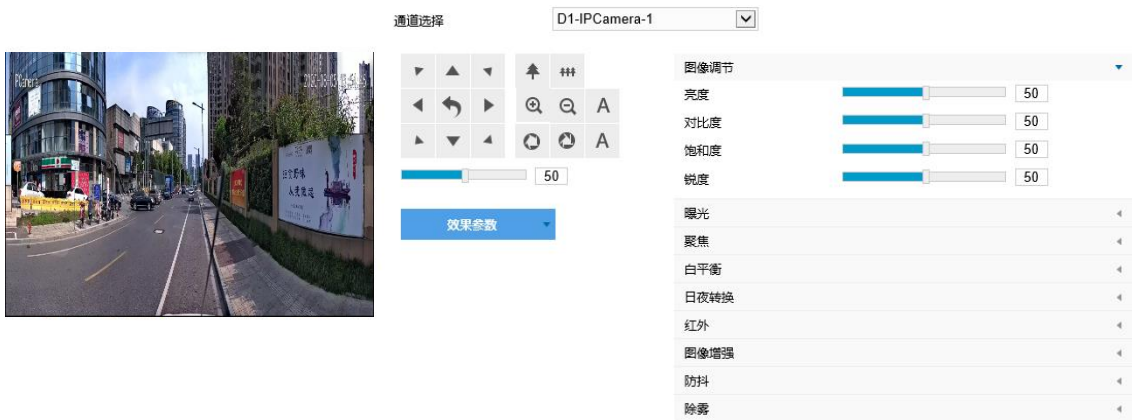 通道选择
D1-IPCamera-1
IPCamera
A
A
50
效果参数
图像调节
亮度
50
对比度
50
饱和度
50
锐度
50
曝光
聚焦
白平衡
日夜转换
红外
图像增强
防抖
除雾